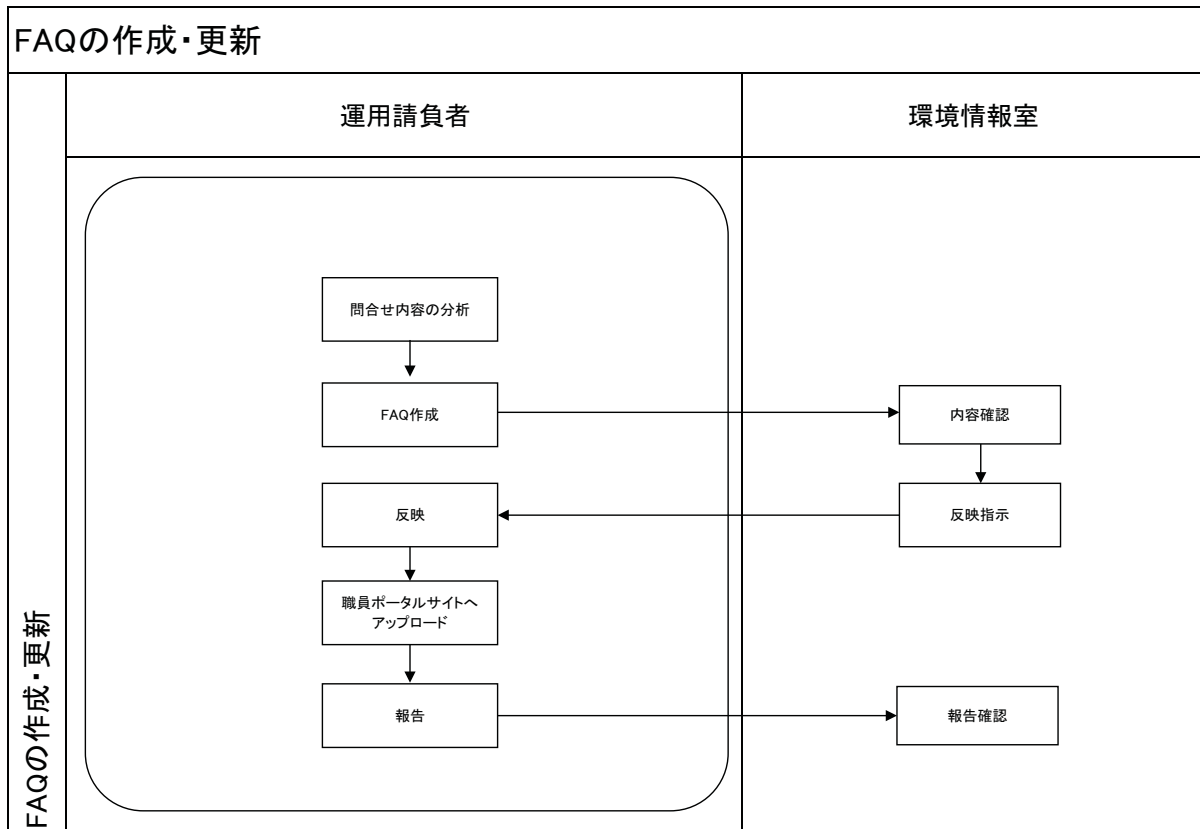 FAQの作成・更新
運用請負者
環境情報室
問合せ内容の分析
FAQ作成
内容確認
反映
反映指示
職員ポータルサイトへ
アップロード
報告
報告確認
FAQの作成・更新